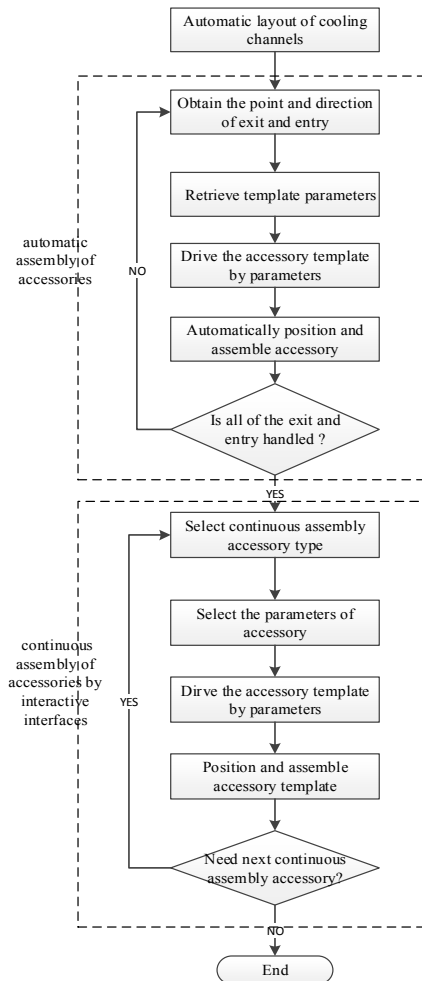 Automatic layout of cooling
channels
Obtain the point and direction
of exit and entry
Retrieve template parameters
automatic
assembly of
accessories
NO
Drive the accessory template
by parameters
Automatically position and
assemble accessory
Is all of the exit and
entry handled ?
YES
Select continuous assembly
accessory type
Select the parameters of
accessory
continuous
assembly of
accessories by
interactive
interfaces
YES
Dirve the accessory template
by parameters
Position and assemble
accessory template
Need next continuous
assembly accessory?
NO
End